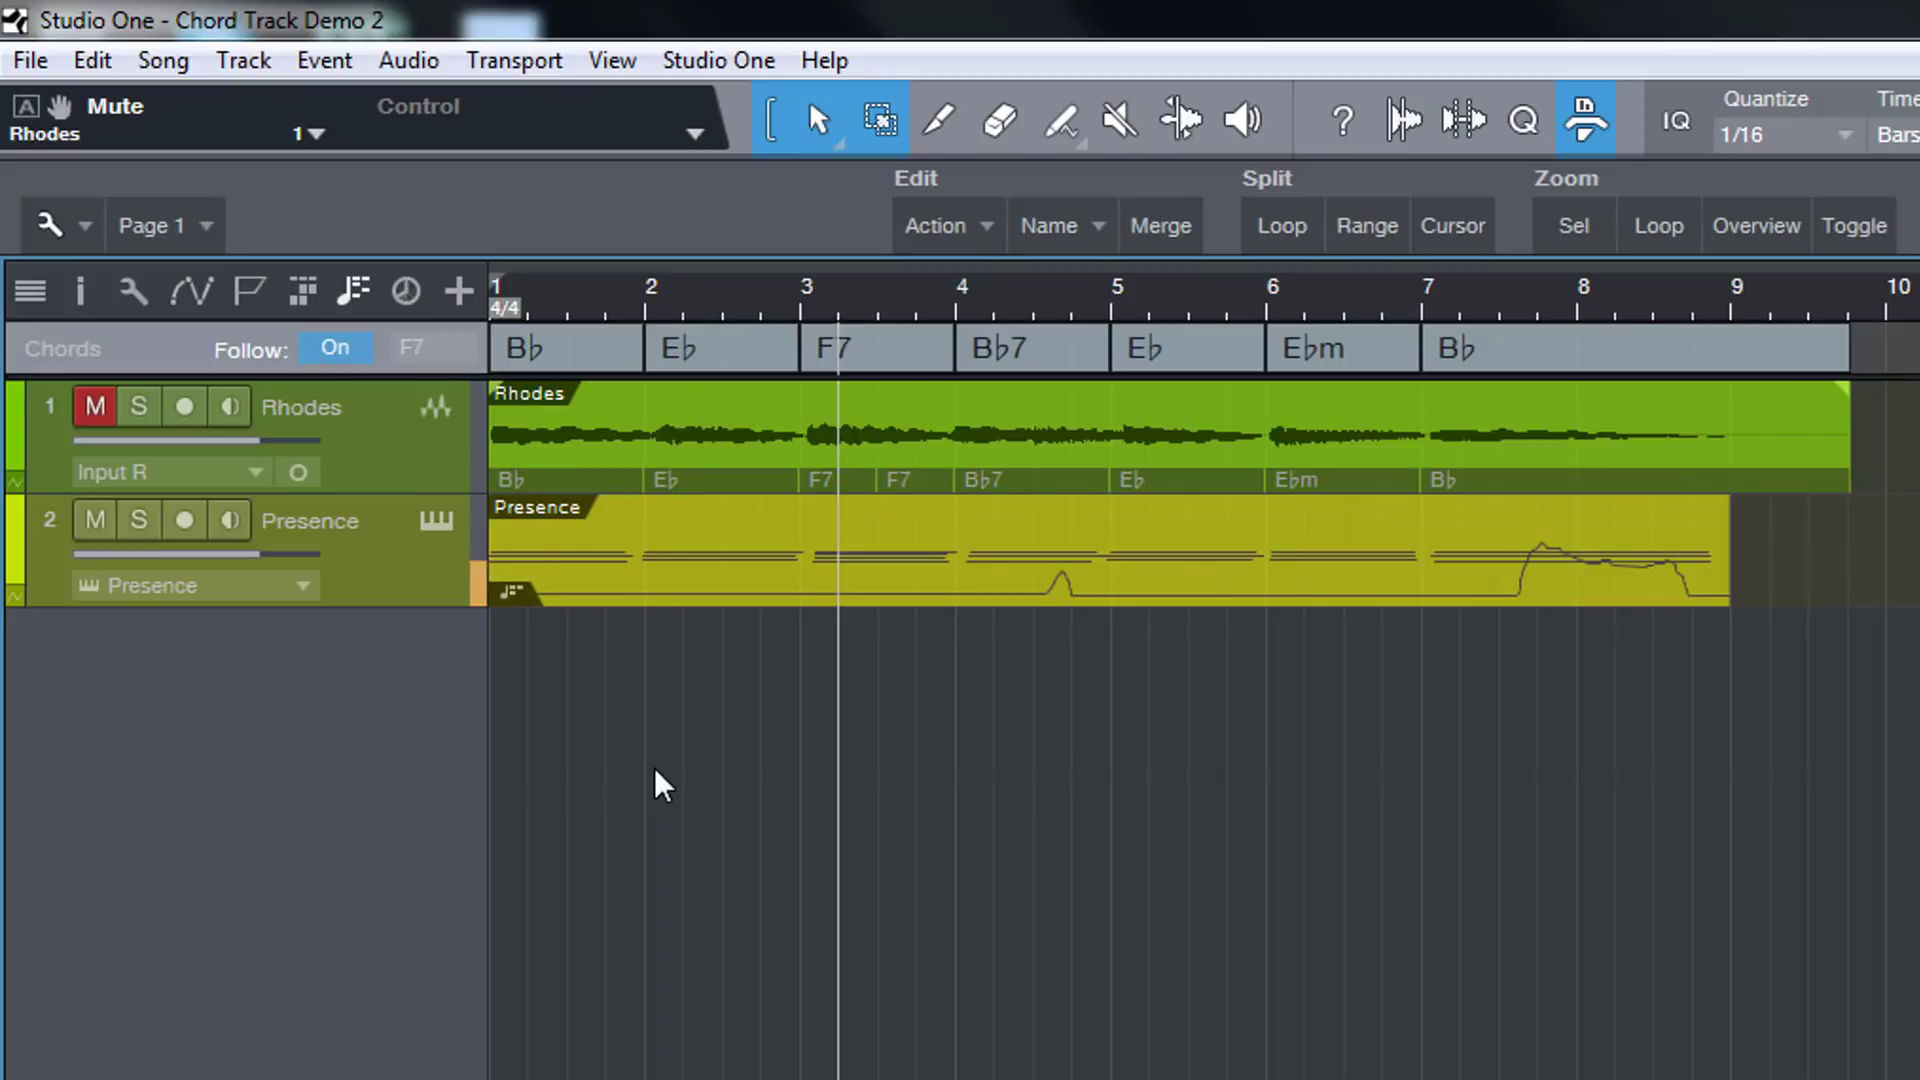 Studio One - Chord Track Demo 2
File Edit Song Track Event Audio Transport View Studio One Help
A Mute Control
Rhodes 1
? Q IQ Quantize Time
1/16 Bars
Edit Split Zoom
Page 1 Action Name Merge Loop Range Cursor Sel Loop Overview Toggle
i 1 2 3 4 5 6 7 8 9 10
4/4
Chords Follow: On F7 B♭ E♭ F7 B♭7 E♭ E♭m B♭
1 M S Rhodes Rhodes
Input R B♭ E♭ F7 F7 B♭7 E♭ E♭m B♭
2 M S Presence Presence
Presence